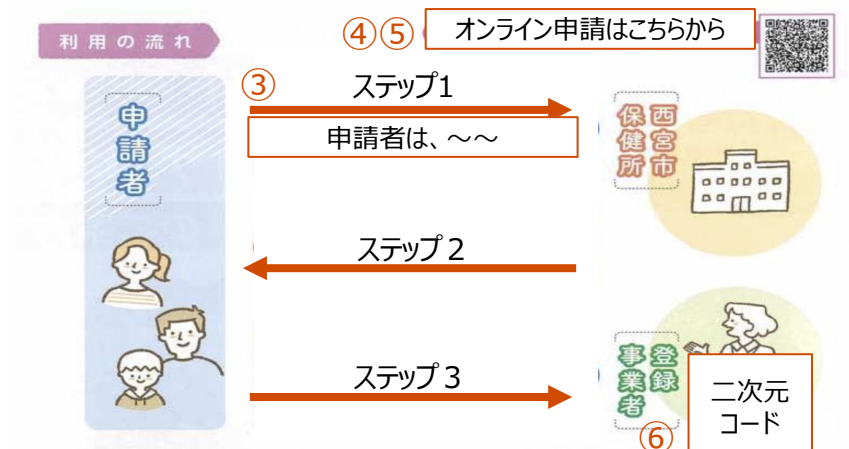 利用の流れ
④⑤
オンライン申請はこちらから
申請者
③
ステップ1
申請者は、～～
西宮市
保健所
ステップ２
ステップ３
登録
事業者
⑥
二次元
コード